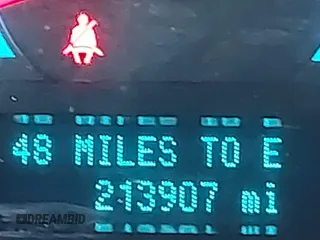 48 MILES TO E
213907 mi
DREAMBID